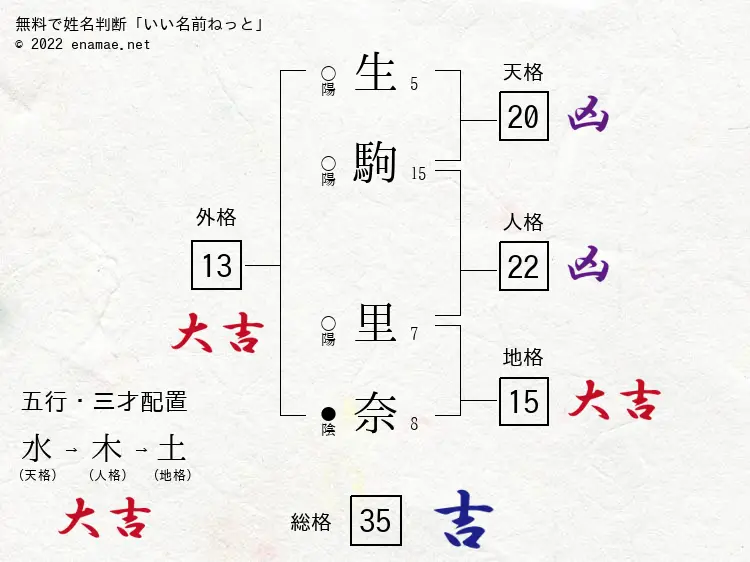 無料で姓名判断「いい名前ねっと」
© 2022 enamae.net
天格
○陽 生 5
20 凶
○陽 駒 15
外格
人格
13
22 凶
大吉
○陽 里 7
地格
15 大吉
五行・三才配置
●陰 奈 8
水→木→土
(天格) (人格) (地格)
大吉
総格 35 吉